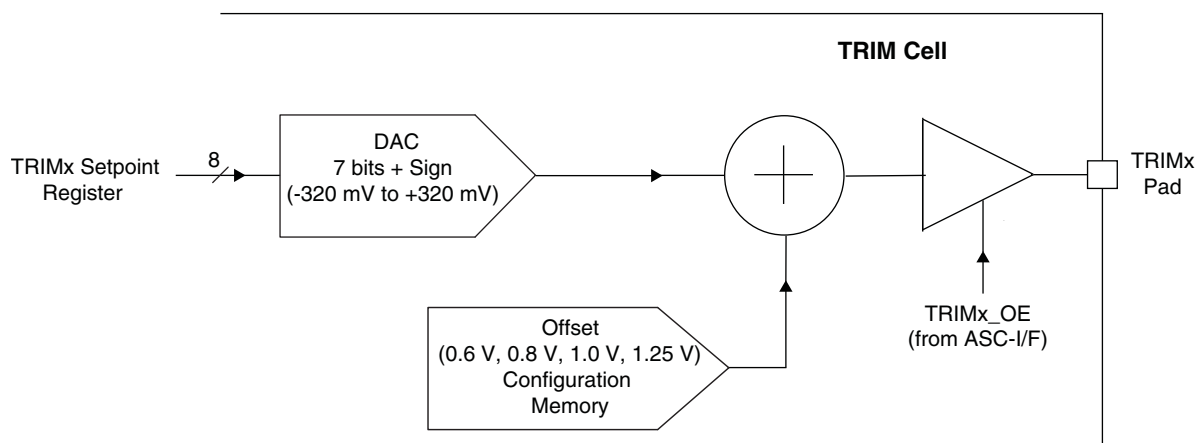 TRIM Cell
TRIMx Setpoint
Register
8
DAC
7 bits + Sign
(-320 mV to +320 mV)
TRIMx
Pad
Offset
(0.6 V, 0.8 V, 1.0 V, 1.25 V)
Configuration
Memory
TRIMx_OE
(from ASC-I/F)